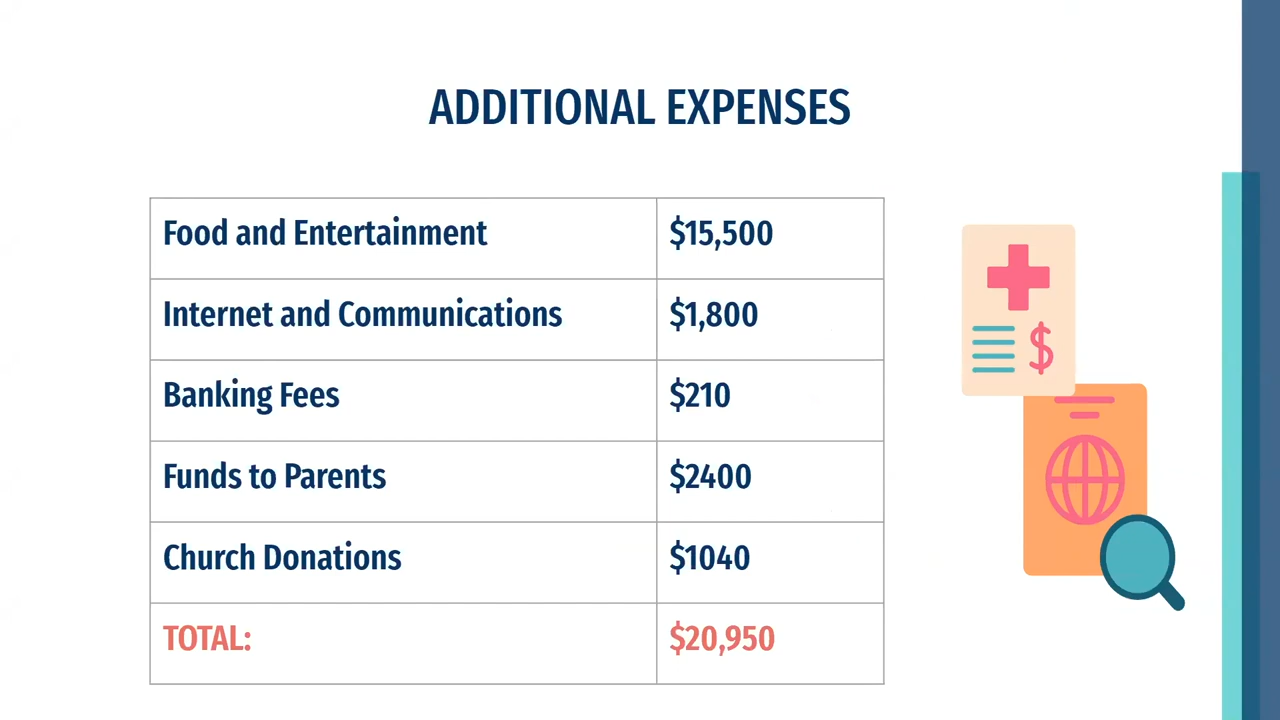 ADDITIONAL EXPENSES
Food and Entertainment $15,500
Internet and Communications $1,800
Banking Fees $210
Funds to Parents $2400
Church Donations $1040
TOTAL: $20,950
$